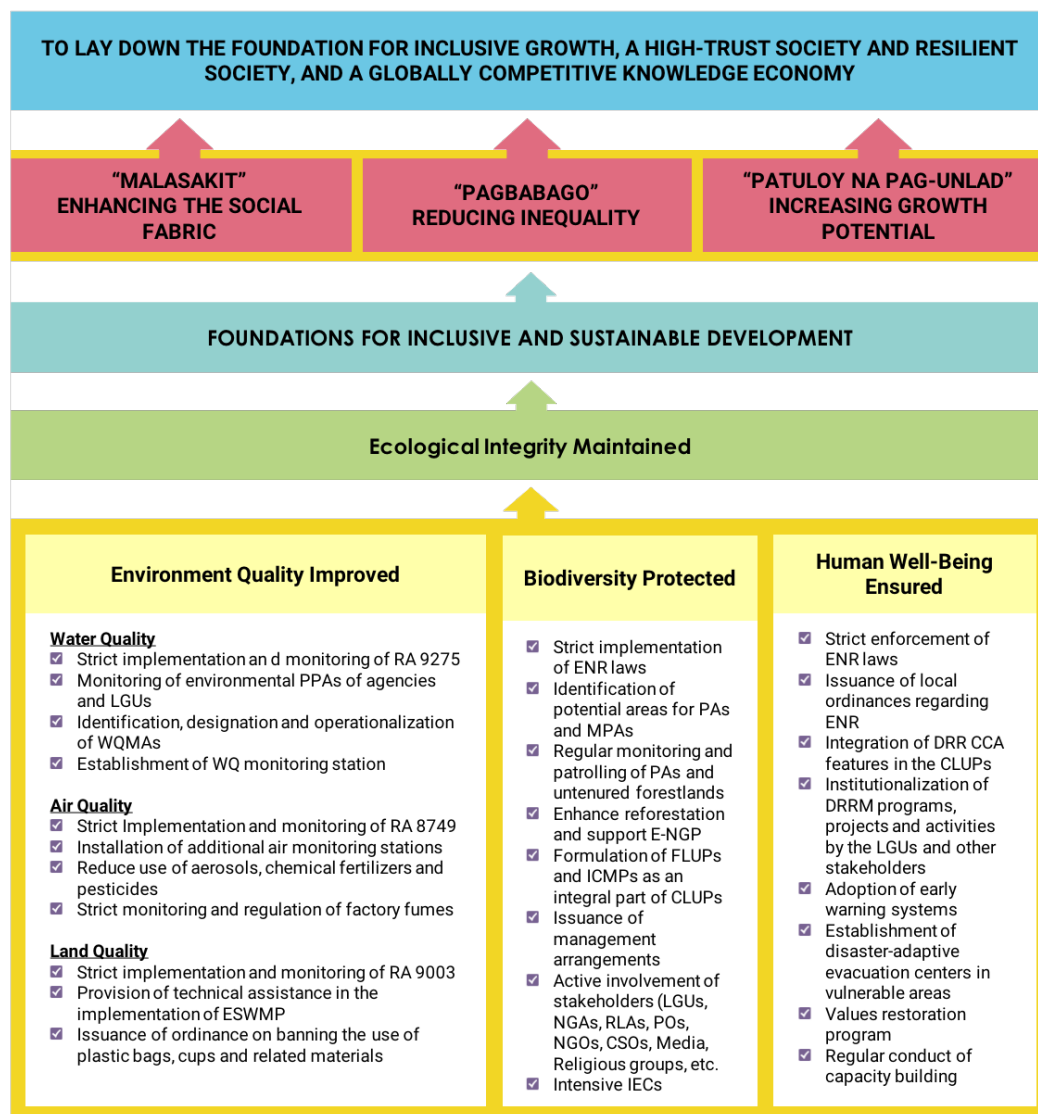 TO LAY DOWN THE FOUNDATION FOR INCLUSIVE GROWTH, A HIGH-TRUST SOCIETY AND RESILIENT
SOCIETY, AND A GLOBALLY COMPETITIVE KNOWLEDGE ECONOMY
“MALASAKIT”
ENHANCING THE SOCIAL
FABRIC
“PAGBABAGO”
REDUCING INEQUALITY
“PATULOY NA PAG-UNLAD”
INCREASING GROWTH
POTENTIAL
FOUNDATIONS FOR INCLUSIVE AND SUSTAINABLE DEVELOPMENT
Ecological Integrity Maintained
Environment Quality Improved
Water Quality
Strict implementation an d monitoring of RA 9275
Monitoring of environmental PPAs of agencies
and LGUs
Identification, designation and operationalization
of WQMAs
Establishment of WQ monitoring station
Air Quality
Strict Implementation and monitoring of RA 8749
Installation of additional air monitoring stations
Reduce use of aerosols, chemical fertilizers and
pesticides
Strict monitoring and regulation of factory fumes
Land Quality
Strict implementation and monitoring of RA 9003
Provision of technical assistance in the
implementation of ESWMP
Issuance of ordinance on banning the use of
plastic bags, cups and related materials
Biodiversity Protected
Strict implementation
of ENR laws
Identification of
potential areas for PAs
and MPAs
Regular monitoring and
patrolling of PAs and
untenured forestlands
Enhance reforestation
and support E-NGP
Formulation of FLUPs
and ICMPs as an
integral part of CLUPs
Issuance of
management
arrangements
Active involvement of
stakeholders (LGUs,
NGAs, RLAs, POs,
NGOs, CSOs, Media,
Religious groups, etc.
Intensive IECs
Human Well-Being
Ensured
Strict enforcement of
ENR laws
Issuance of local
ordinances regarding
ENR
Integration of DRR CCA
features in the CLUPs
Institutionalization of
DRRM programs,
projects and activities
by the LGUs and other
stakeholders
Adoption of early
warning systems
Establishment of
disaster-adaptive
evacuation centers in
vulnerable areas
Values restoration
program
Regular conduct of
capacity building